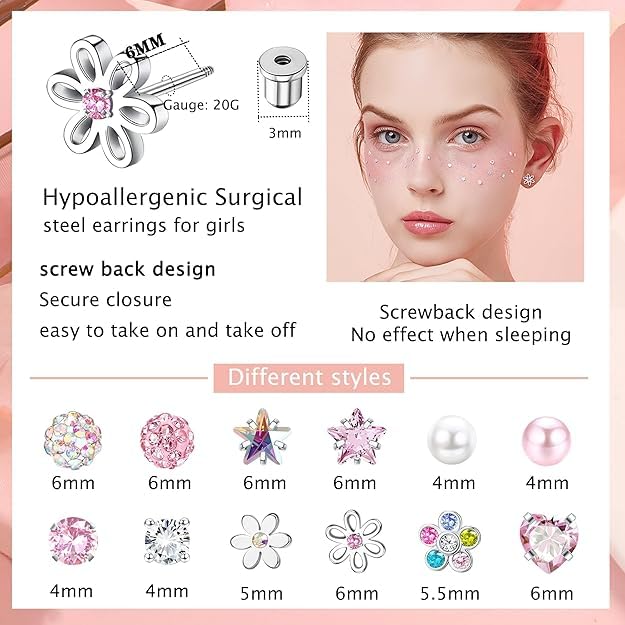 6MM
Gauge: 20G
3mm
Hypoallergenic Surgical
steel earrings for girls
screw back design
Secure closure
easy to take on and take off
Screwback design
No effect when sleeping
Different styles
6mm 6mm 6mm 6mm 4mm 4mm
4mm 4mm 5mm 6mm 5.5mm 6mm